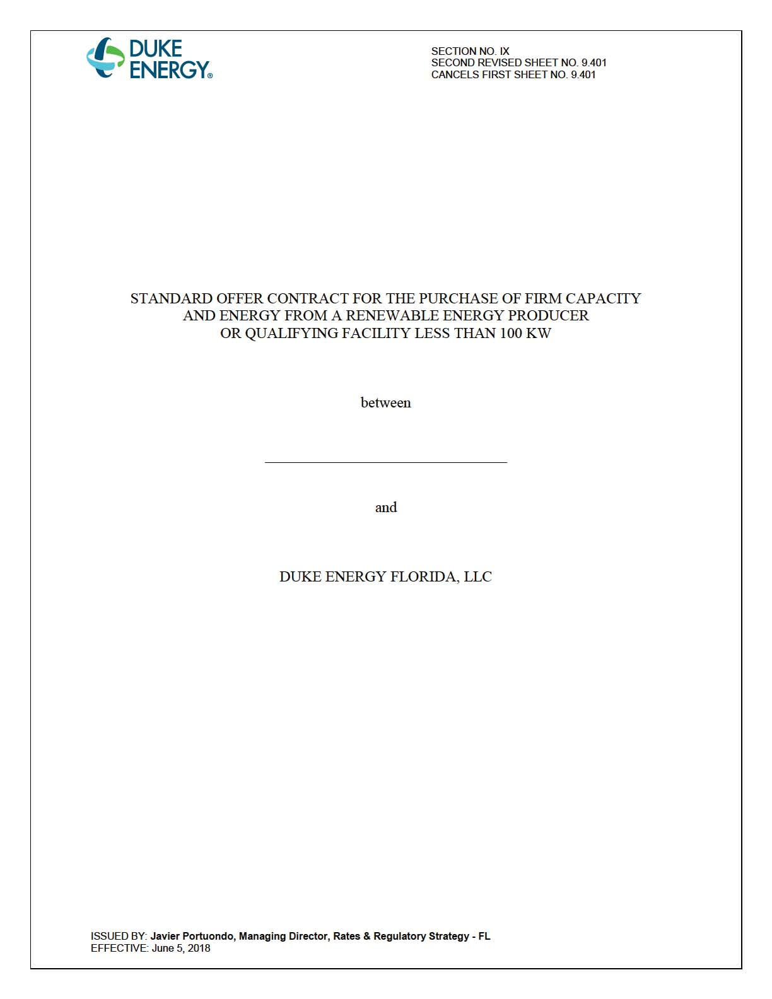 DUKE
ENERGY®
SECTION NO. IX
SECOND REVISED SHEET NO. 9.401
CANCELS FIRST SHEET NO. 9.401
STANDARD OFFER CONTRACT FOR THE PURCHASE OF FIRM CAPACITY
AND ENERGY FROM A RENEWABLE ENERGY PRODUCER
OR QUALIFYING FACILITY LESS THAN 100 KW
between
and
DUKE ENERGY FLORIDA, LLC
ISSUED BY: Javier Portuondo, Managing Director, Rates & Regulatory Strategy - FL
EFFECTIVE: June 5, 2018